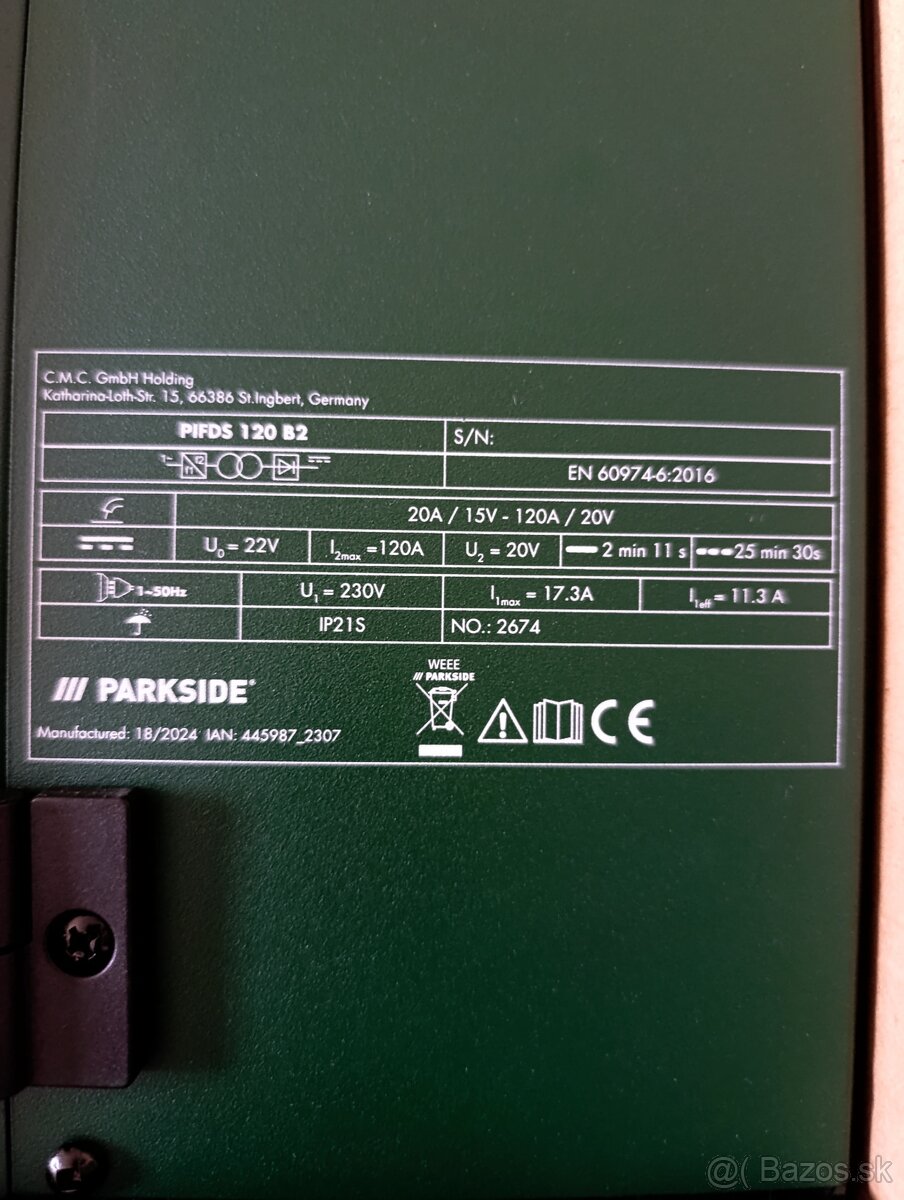 C.M.C. GmbH Holding
Katharina-Loth-Str. 15, 66386 St.Ingbert, Germany
PIFDS 120 B2
S/N:
1~ f1 f2
EN 60974-6:2016
20A / 15V - 120A / 20V
U0 = 22V
I2max =120A
U2 = 20V
2 min 11 s
25 min 30s
1~50Hz
U1 = 230V
I1max = 17.3A
I1eff = 11.3 A
IP21S
NO.: 2674
/// PARKSIDE®
WEEE
/// PARKSIDE
Manufactured: 18/2024 IAN: 445987_2307
CE
@( Bazos.sk